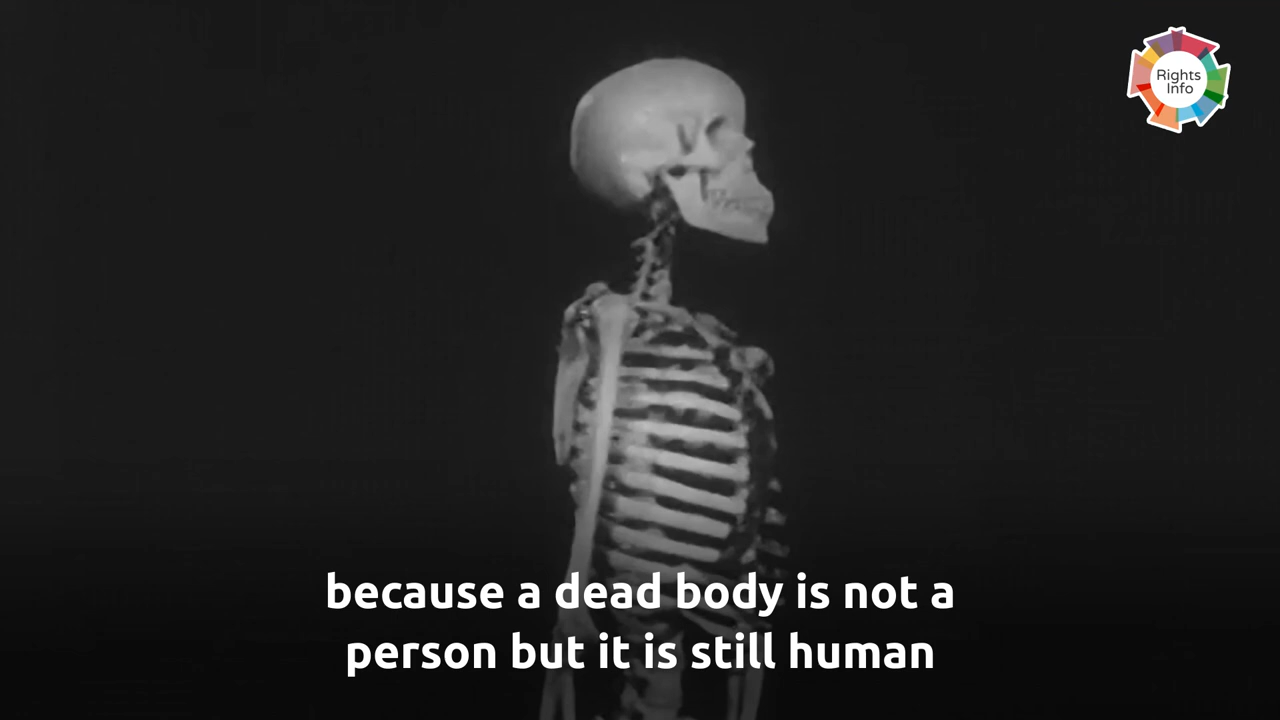 Rights
Info
because a dead body is not a
person but it is still human